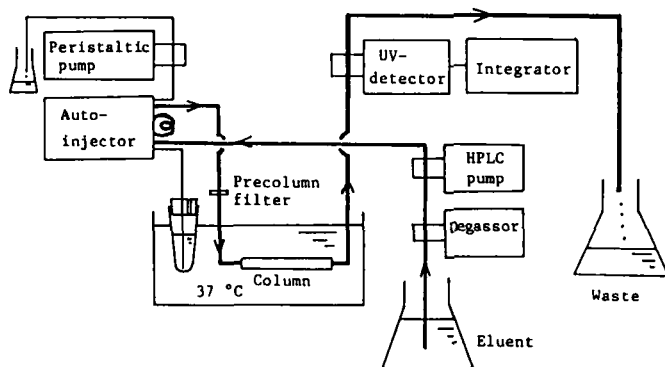 Peristaltic
pump
UV-
detector
Integrator
Auto-
injector
HPLC
pump
Precolumn
filter
Degassor
37 °C
Column
Eluent
Waste